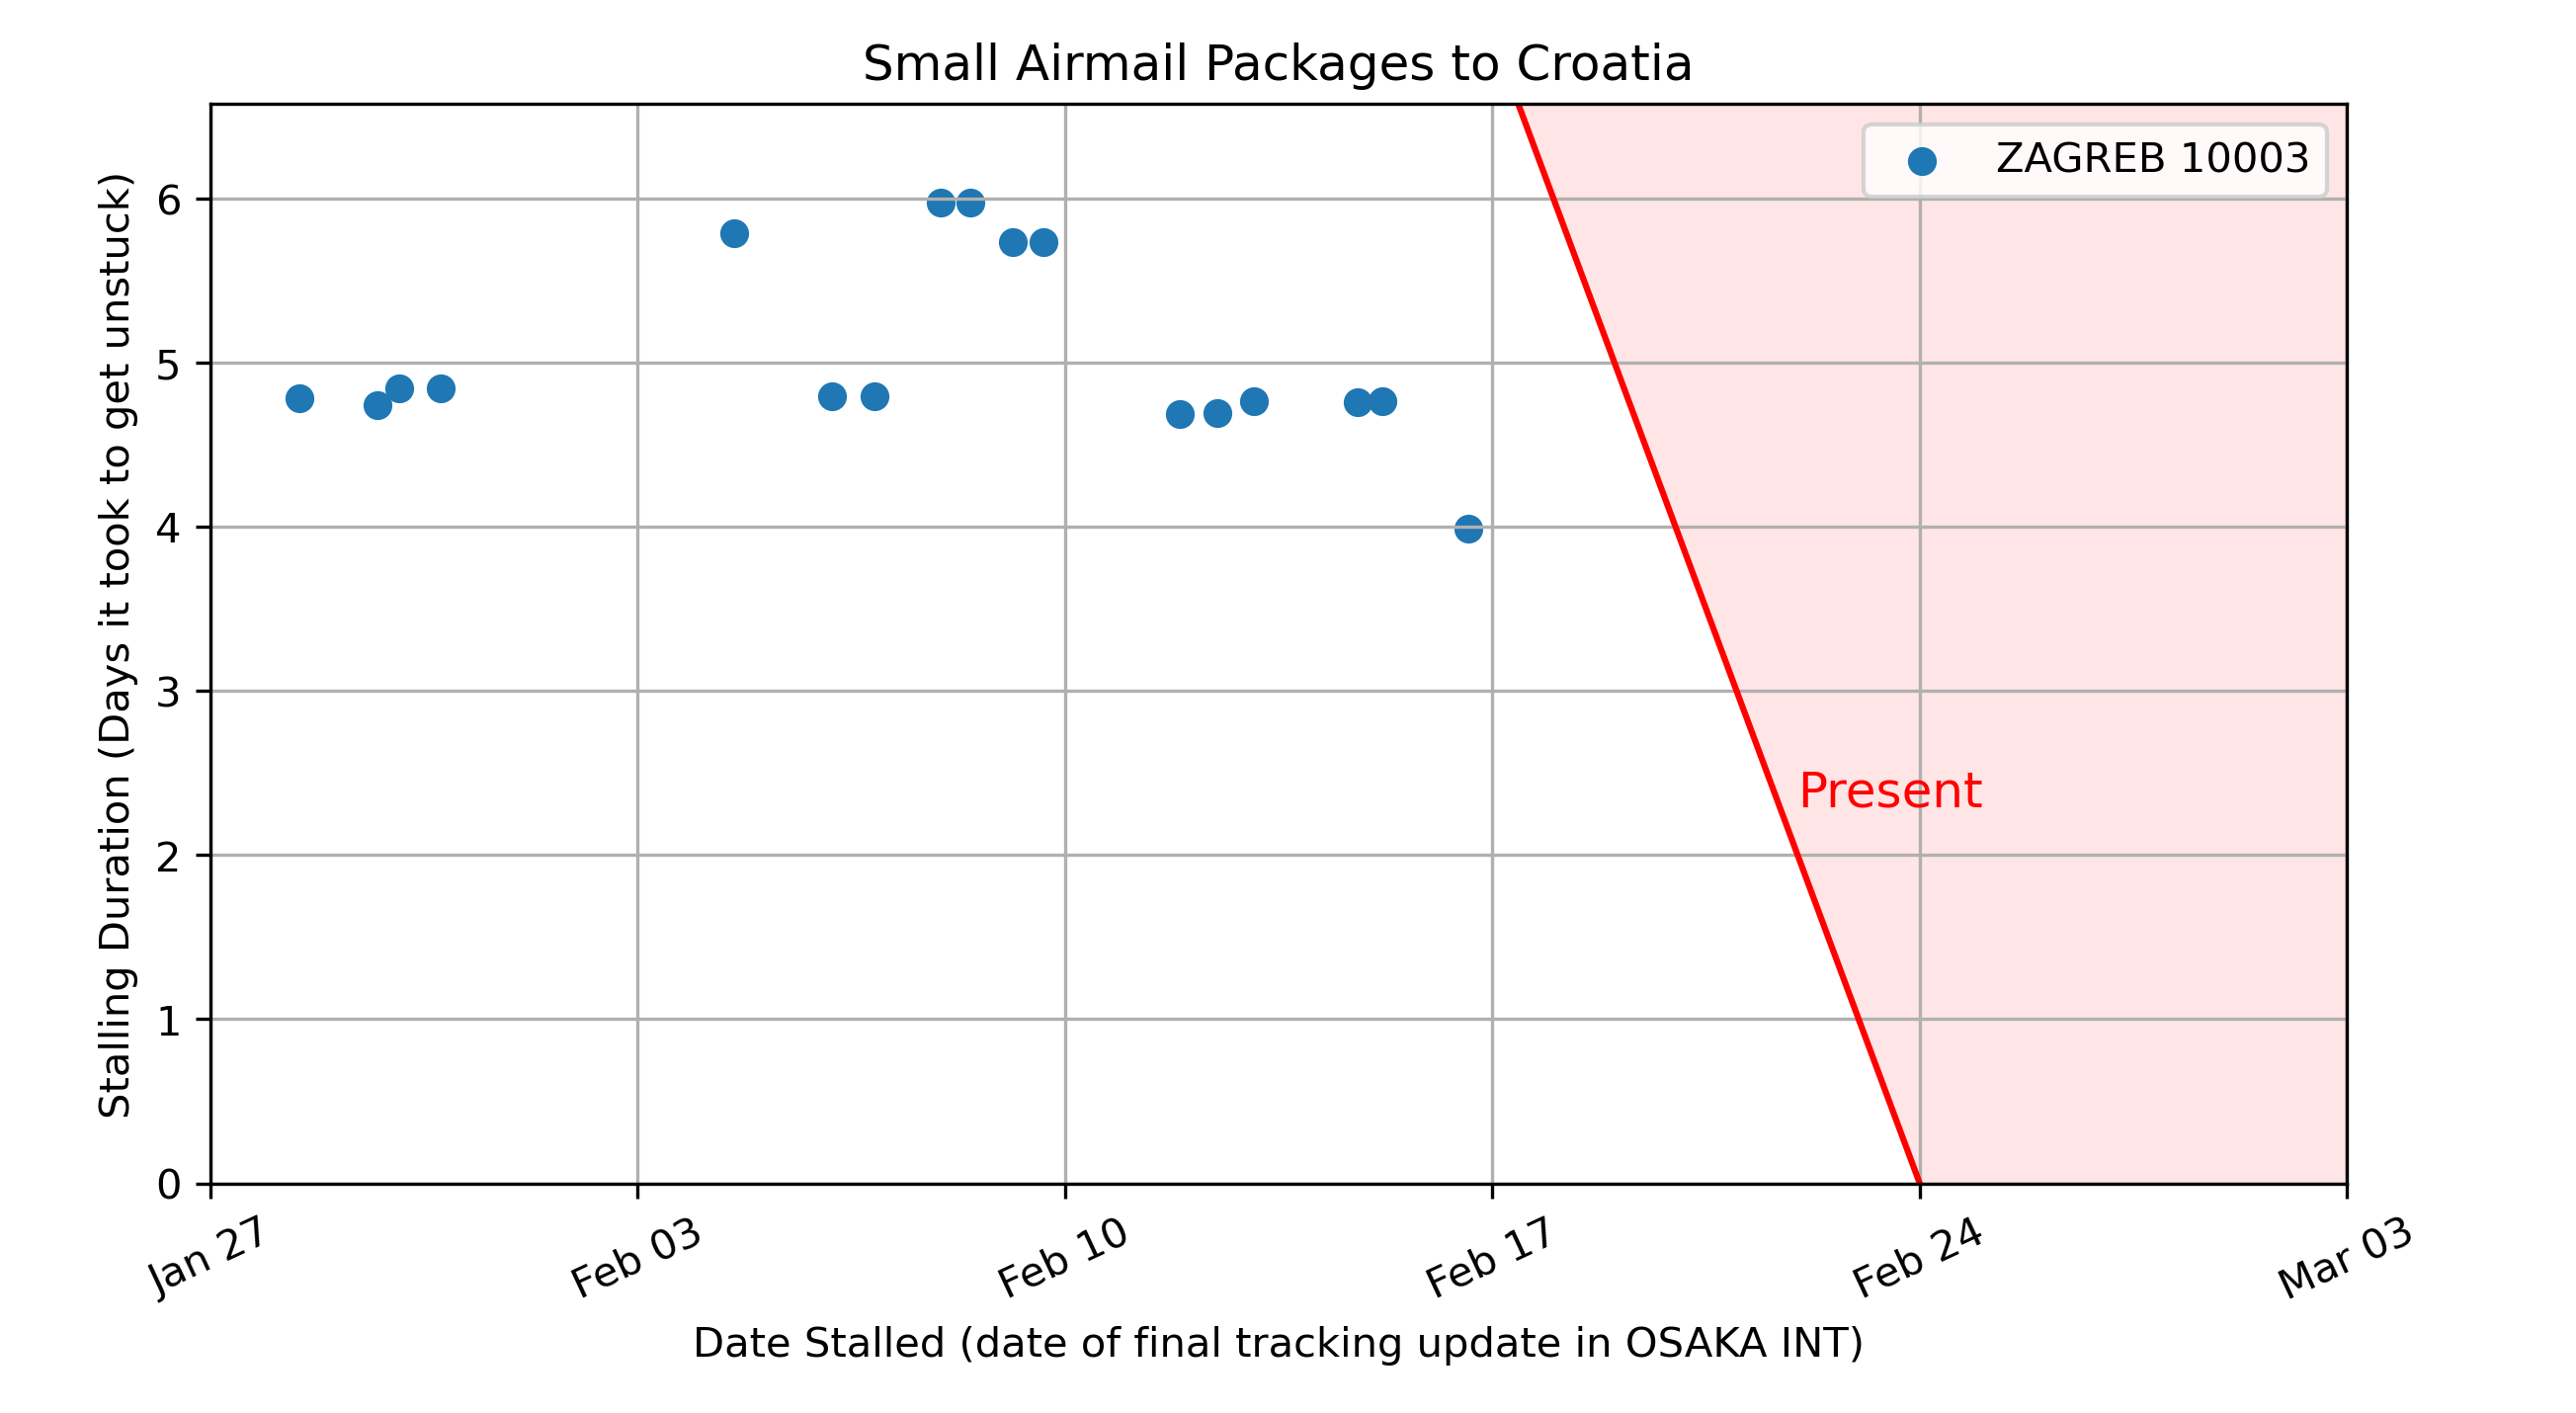 Small Airmail Packages to Croatia
ZAGREB 10003
Stalling Duration (Days it took to get unstuck)
6
5
4
3
2
1
0
Present
Jan 27
Feb 03
Feb 10
Feb 17
Feb 24
Mar 03
Date Stalled (date of final tracking update in OSAKA INT)